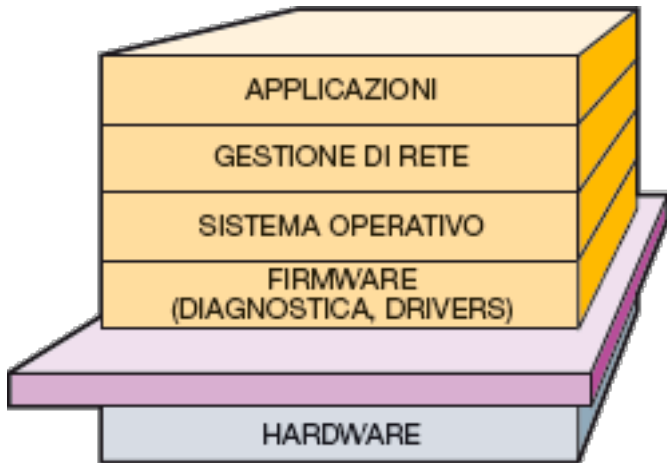 APPLICAZIONI
GESTIONE DI RETE
SISTEMA OPERATIVO
FIRMWARE
(DIAGNOSTICA, DRIVERS)
HARDWARE